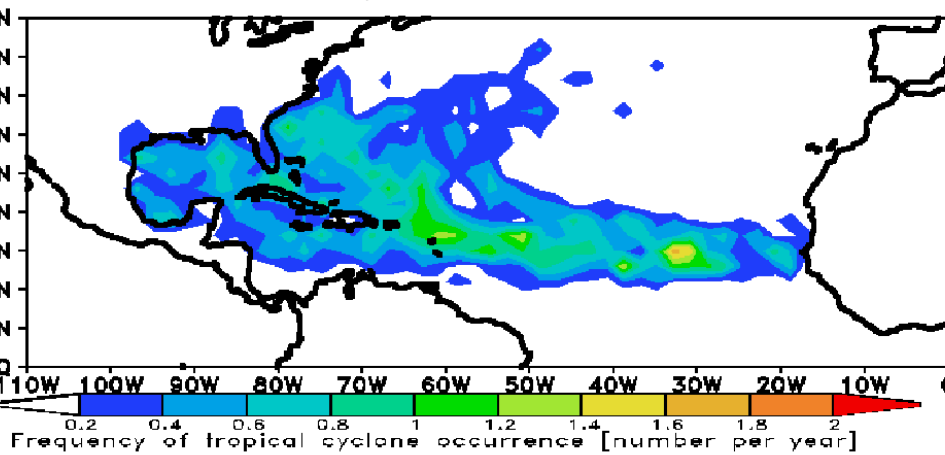 N
N
N
N
N
N
N
N
N
110W 100W 90W 80W 70W 60W 50W 40W 30W 20W 10W
0.2 0.4 0.6 0.8 1 1.2 1.4 1.6 1.8 2
Frequency of tropical cyclone occurrence [number per year]